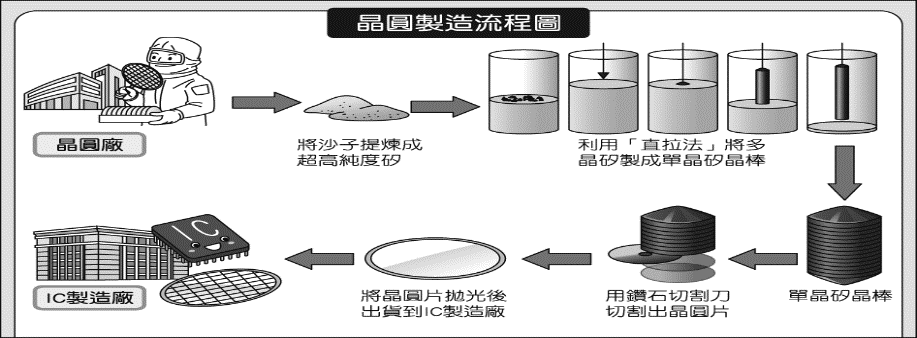 晶圓製造流程圖
晶圓廠
將沙子提煉成
超高純度矽
利用「直拉法」將多
晶矽製成單晶矽晶棒
單晶矽晶棒
用鑽石切割刀
切割出晶圓片
將晶圓片拋光後
出貨到IC製造廠
IC
IC製造廠